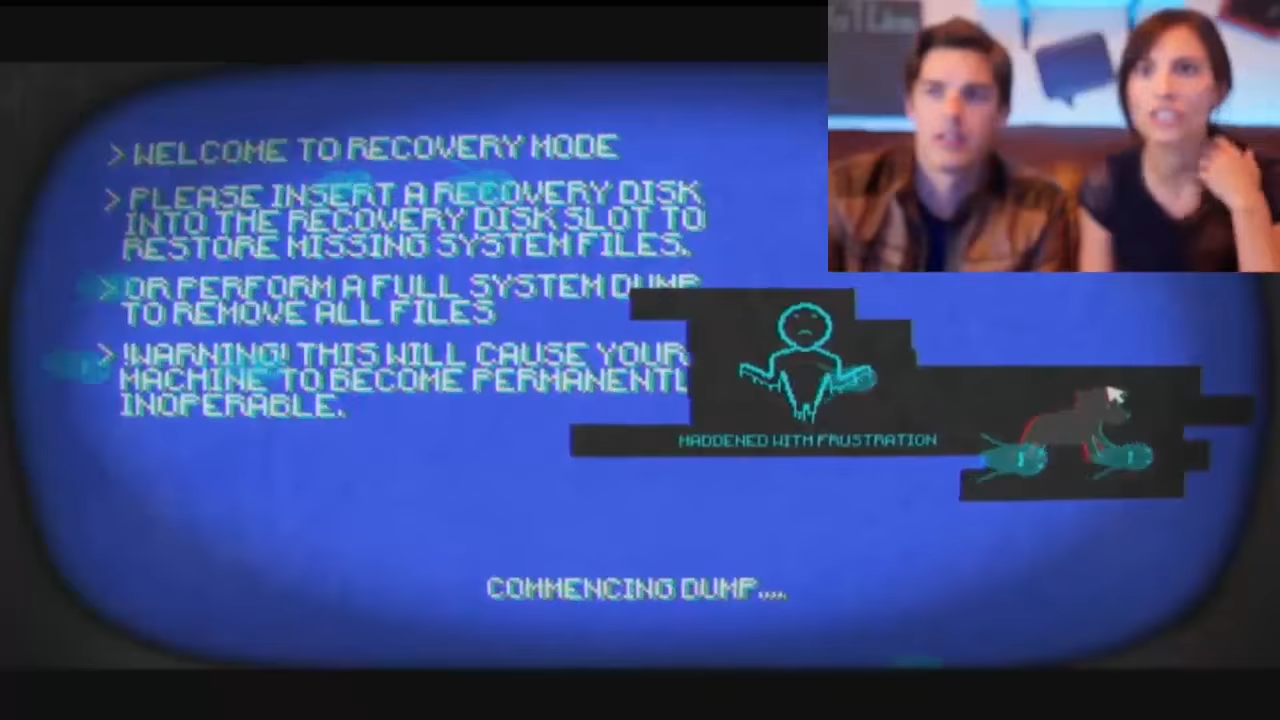 > WELCOME TO RECOVERY MODE
> PLEASE INSERT A RECOVERY DISK
INTO THE RECOVERY DISK SLOT TO
RESTORE MISSING SYSTEM FILES.
> OR PERFORM A FULL SYSTEM DUMP
TO REMOVE ALL FILES
> !WARNING! THIS WILL CAUSE YOUR
MACHINE TO BECOME PERMANENTL
INOPERABLE.
MADDENED WITH FRUSTRATION
COMMENCING DUMP....